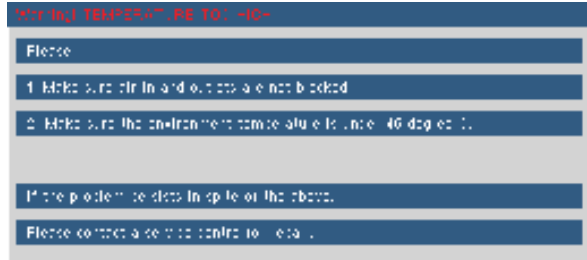 Warning! TEMPERATURE TOO HIGH
Please
1. Make sure air in and outlets are not blocked
2. Make sure the environment temperature is under 45 degree C.
If the problem persists in spite of the above,
Please contact a service center for repair.